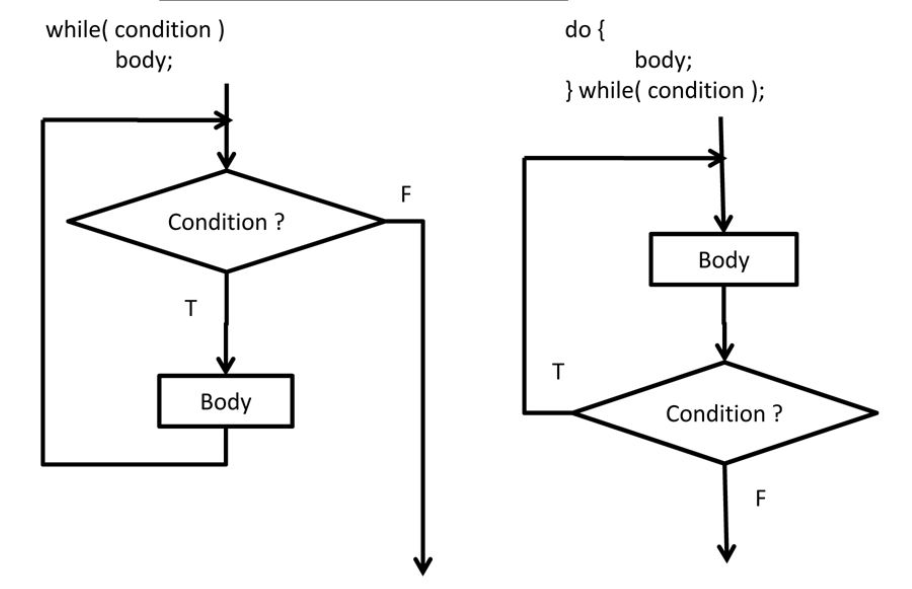 while( condition )
body;
F
Condition ?
T
Body
do {
body;
} while( condition );
Body
T
Condition ?
F